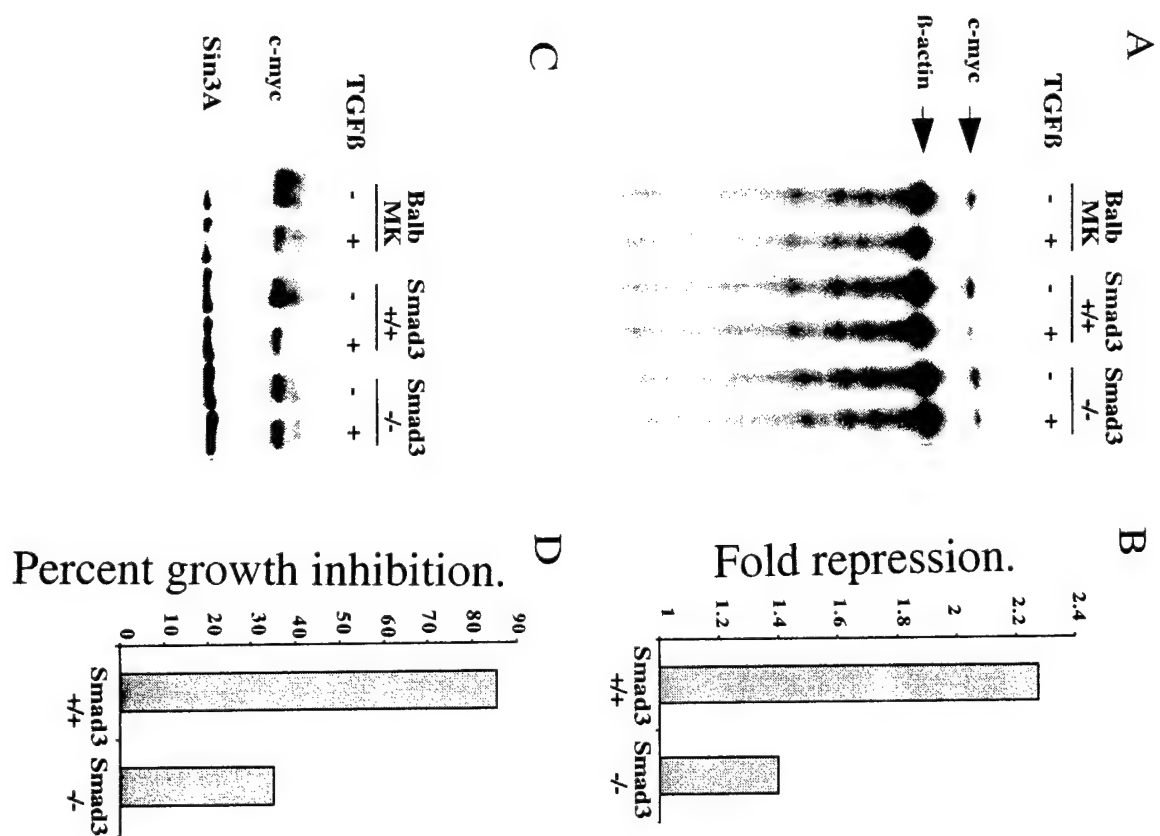 A
TGFß
c-myc
ß-actin
Balb
MK
Smad3
+/+
Smad3
-/-
- + - + - +
B
Fold repression.
2.4
2.2
2
1.8
1.6
1.4
1.2
1
Smad3
+/+
Smad3
-/-
C
TGFß
c-myc
Sin3A
Balb
MK
Smad3
+/+
Smad3
-/-
- + - + - +
D
Percent growth inhibition.
90
80
70
60
50
40
30
20
10
0
Smad3
+/+
Smad3
-/-